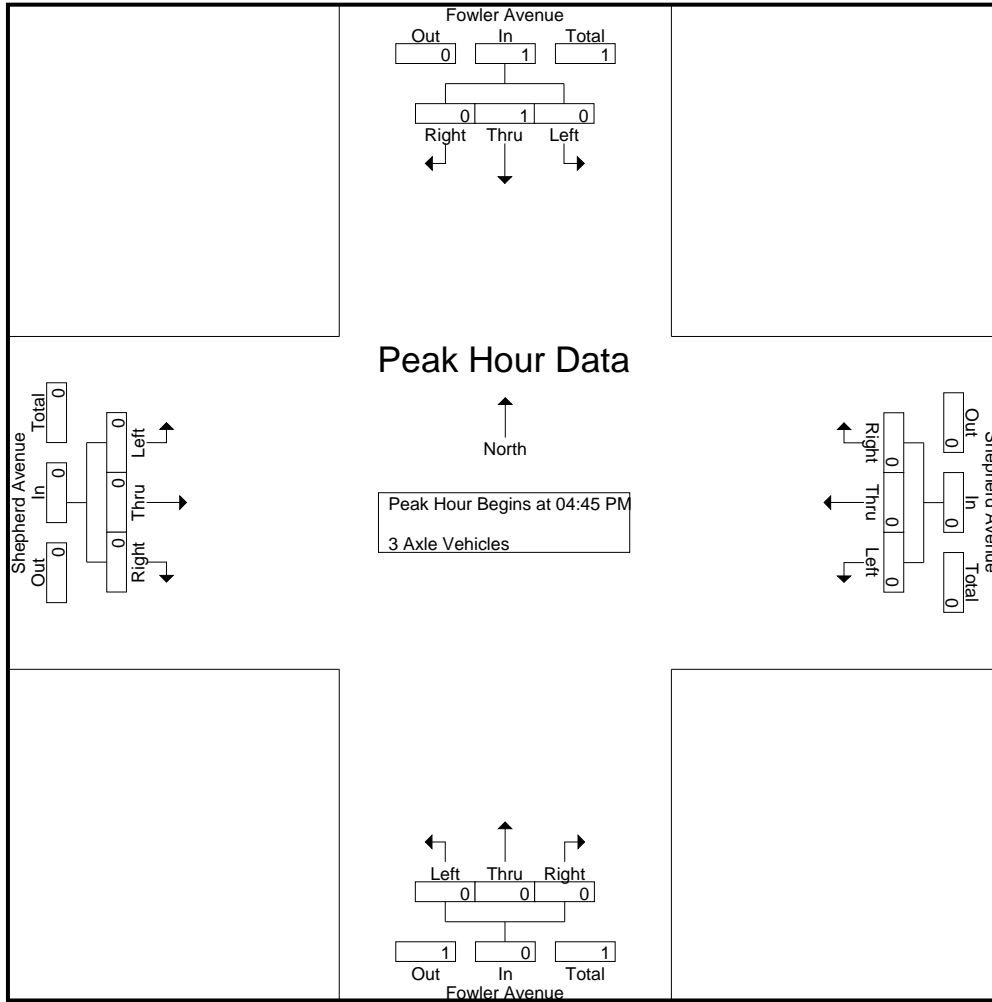 Fowler Avenue
Out In Total
0 1 1
0 1 0
Right Thru Left
Peak Hour Data
North
Peak Hour Begins at 04:45 PM
3 Axle Vehicles
Shepherd Avenue
Out In Total
0 0 0
0 0 0
Right Thru Left
Shepherd Avenue
Out In Total
0 0 0
0 0 0
Right Thru Left
Left Thru Right
0 0 0
1 0 1
Out In Total
Fowler Avenue